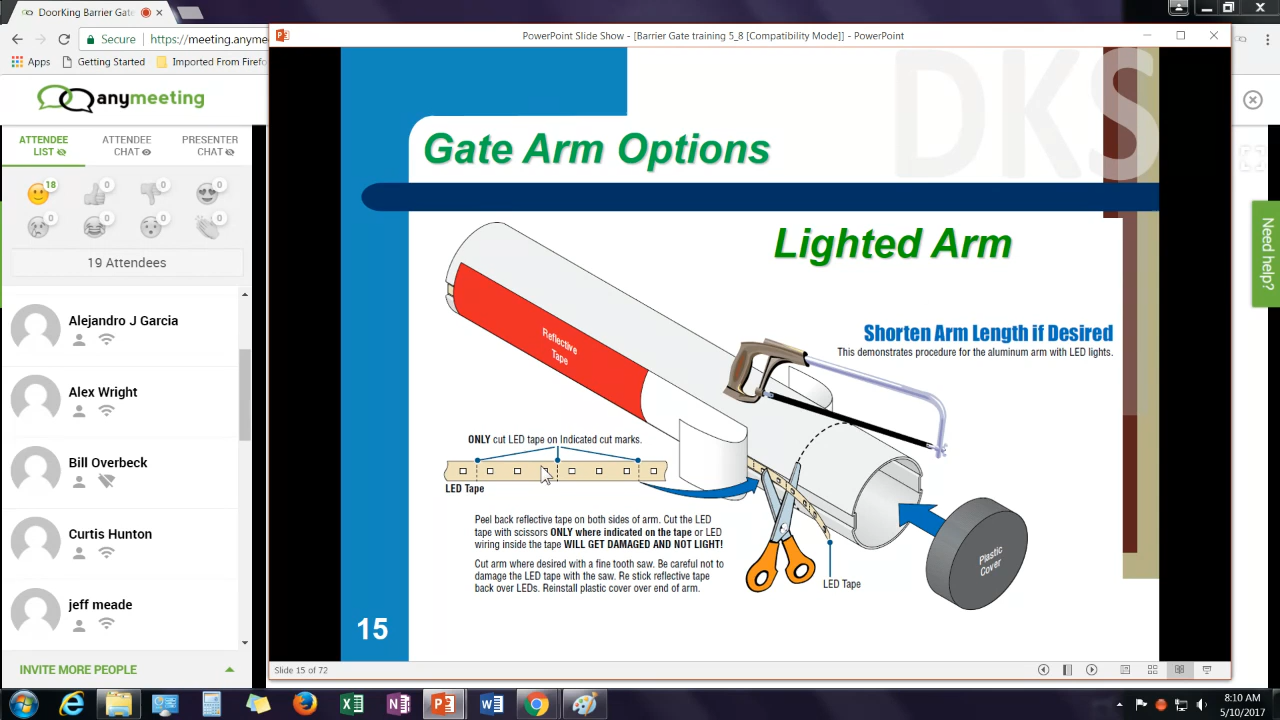 DoorKing Barrier Gate
Secure
https://meeting.anyme
Apps
Getting Started
Imported From Firefo
anymeeting
ATTENDEE LIST
ATTENDEE CHAT
PRESENTER CHAT
18
0
0
0
0
0
0
0
19 Attendees
Alejandro J Garcia
Alex Wright
Bill Overbeck
Curtis Hunton
jeff meade
INVITE MORE PEOPLE
PowerPoint Slide Show - [Barrier Gate training 5_8 [Compatibility Mode]] - PowerPoint
DKS
Gate Arm Options
Lighted Arm
Shorten Arm Length if Desired
This demonstrates procedure for the aluminum arm with LED lights.
Reflective
Tape
ONLY cut LED tape on Indicated cut marks.
LED Tape
Peel back reflective tape on both sides of arm. Cut the LED
tape with scissors ONLY where indicated on the tape or LED
wiring inside the tape WILL GET DAMAGED AND NOT LIGHT!
Cut arm where desired with a fine tooth saw. Be careful not to
damage the LED tape with the saw. Re stick reflective tape
back over LEDs. Reinstall plastic cover over end of arm.
LED Tape
Plastic
Cover
15
Slide 15 of 72
Need help?
8:10 AM
5/10/2017